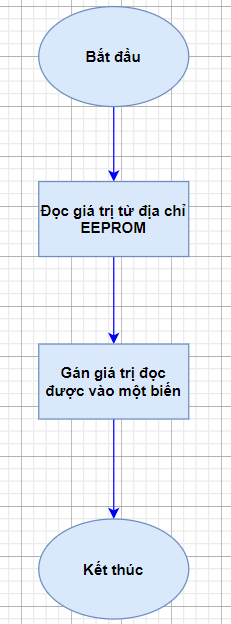 Bắt đầu
Đọc giá trị từ địa chỉ
EEPROM
Gán giá trị đọc
được vào một biến
Kết thúc